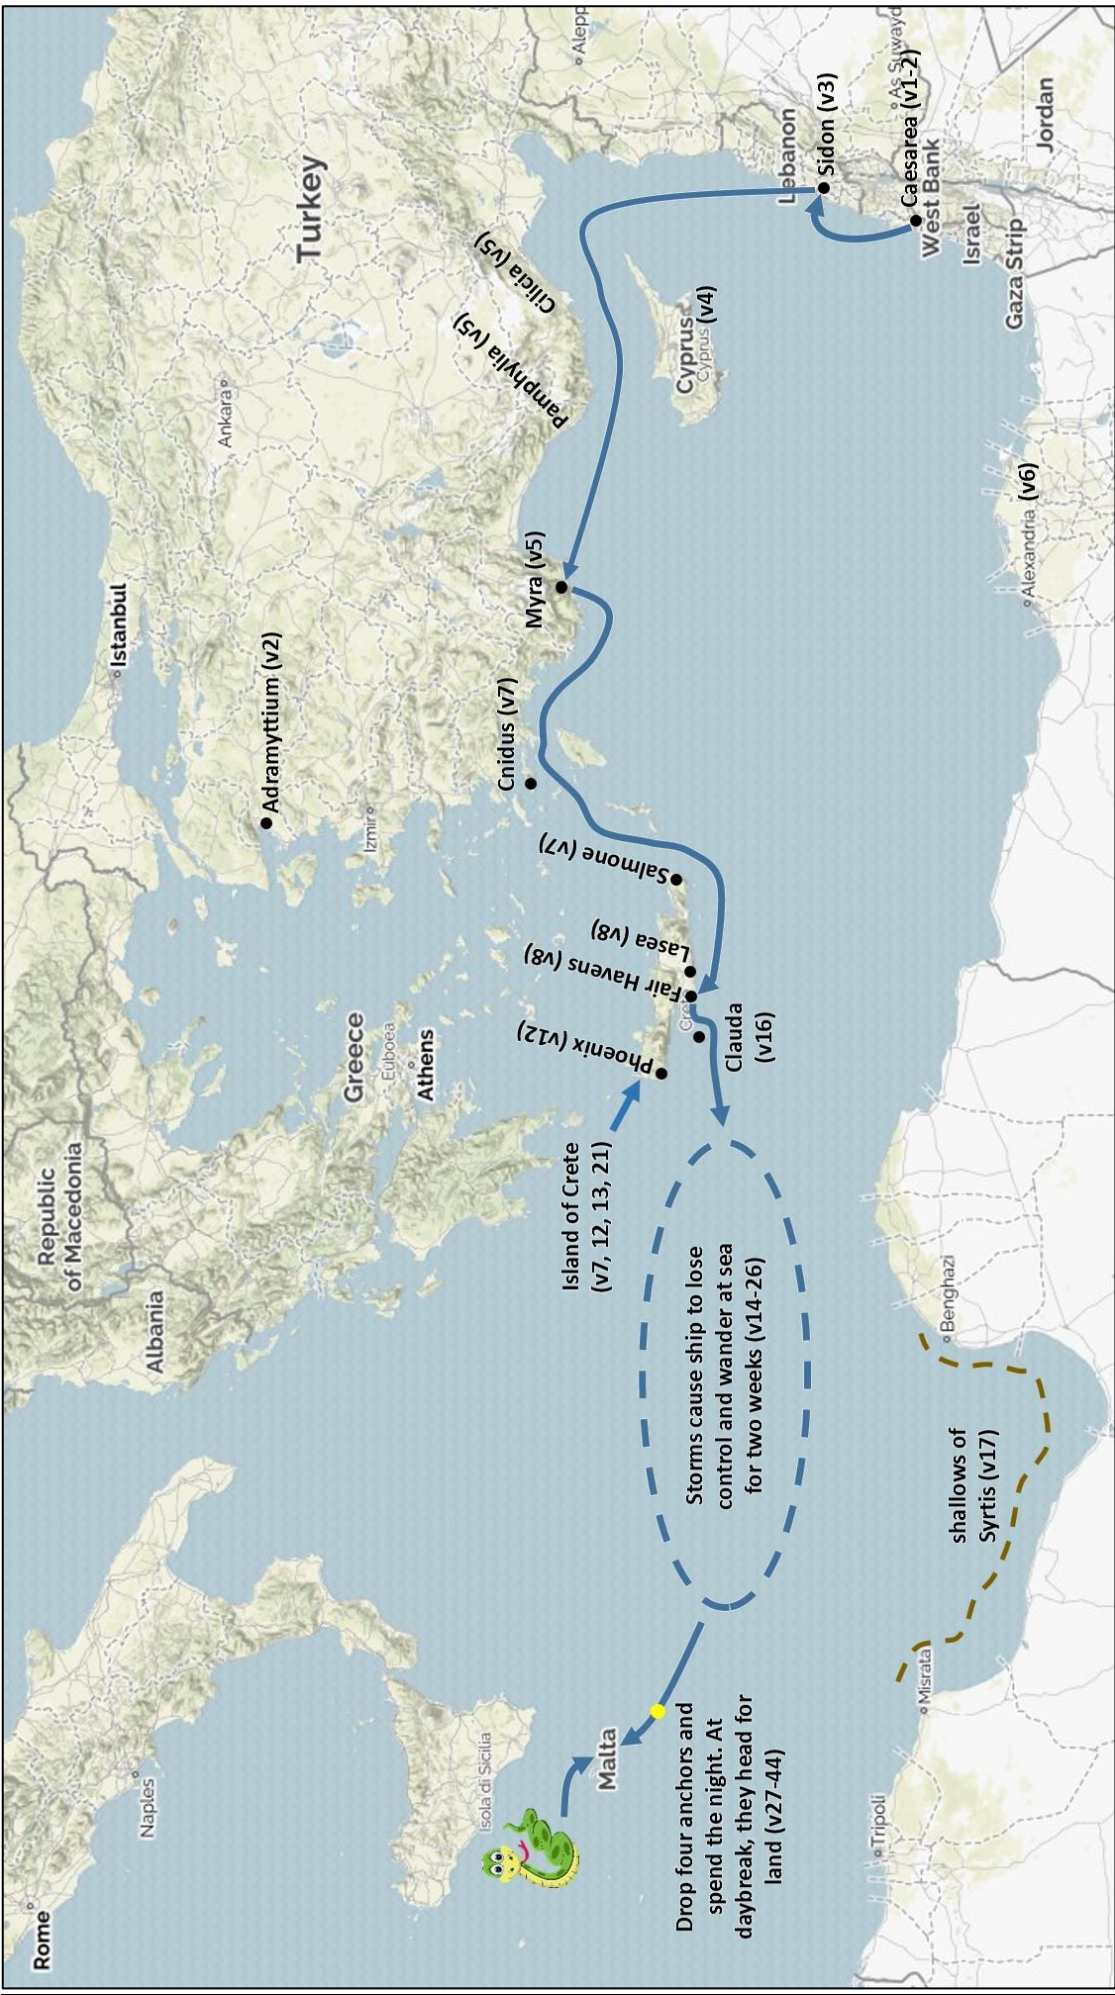 Rome
Naples
Isola di Sicilia
Malta
Drop four anchors and
spend the night. At
daybreak, they head for
land (v27-44)
Tripoli
Misrata
shallows of
Syrtis (v17)
Benghazi
Storms cause ship to lose
control and wander at sea
for two weeks (v14-26)
Albania
Republic
of Macedonia
Greece
Euboea
Athens
Island of Crete
(v7, 12, 13, 21)
Phoenix (v12)
Fair Havens (v8)
Lasea (v8)
Salmone (v7)
Clauda
(v16)
Istanbul
Adramyttium (v2)
Izmir
Cnidus (v7)
Myra (v5)
Ankara
Turkey
Pamphylia (v5)
Cilicia (v5)
Cyprus
Cyprus (v4)
Alexandria (v6)
Alepp
Lebanon
Sidon (v3)
As Suwayd
Caesarea (v1-2)
West Bank
Israel
Gaza Strip
Jordan